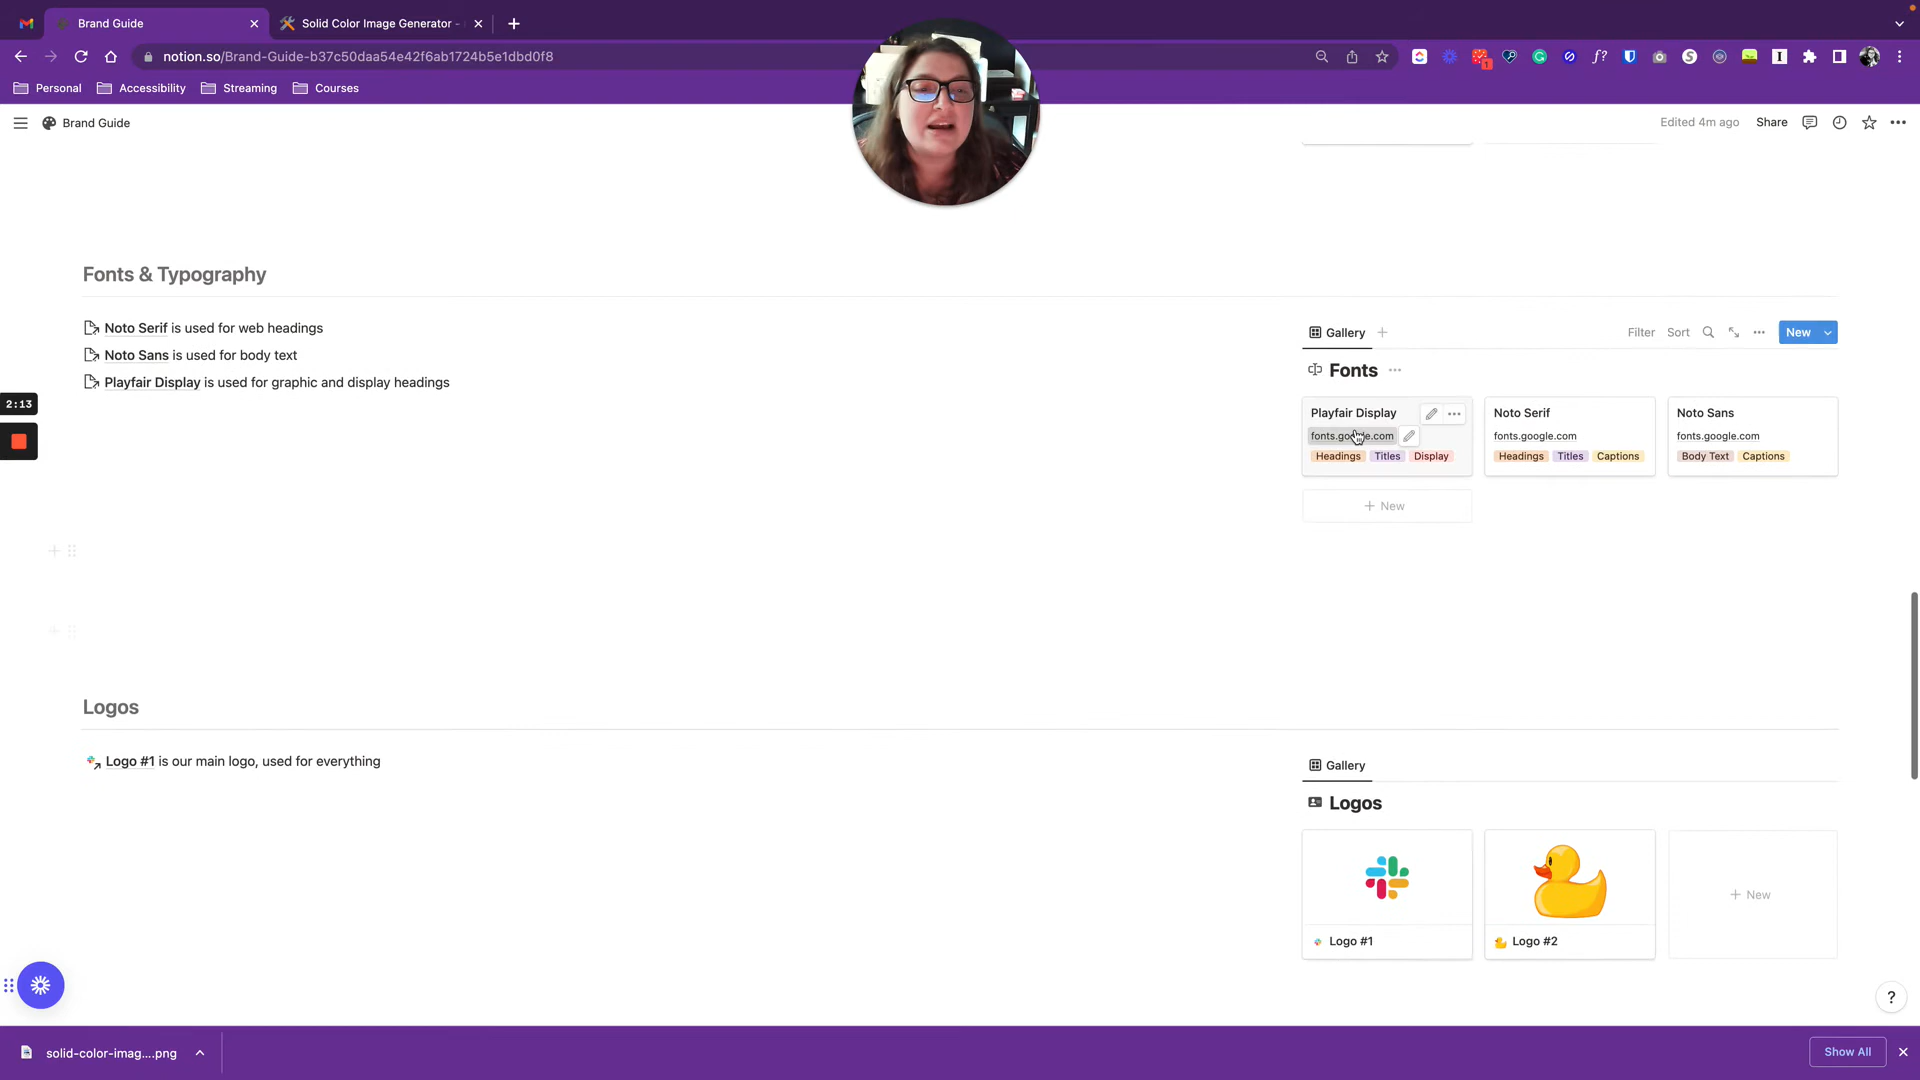 Brand Guide
Solid Color Image Generator -
notion.so/Brand-Guide-b37c50daa54e42f6ab1724b5e1dbd0f8
Personal
Accessibility
Streaming
Courses
Brand Guide
Edited 4m ago
Share
Fonts & Typography
Noto Serif is used for web headings
Noto Sans is used for body text
Playfair Display is used for graphic and display headings
2:13
Gallery
Filter
Sort
New
Fonts
Playfair Display
fonts.google.com
Headings Titles Display
Noto Serif
fonts.google.com
Headings Titles Captions
Noto Sans
fonts.google.com
Body Text Captions
+ New
Logos
Logo #1 is our main logo, used for everything
Gallery
Logos
Logo #1
Logo #2
+ New
?
solid-color-imag....png
Show All